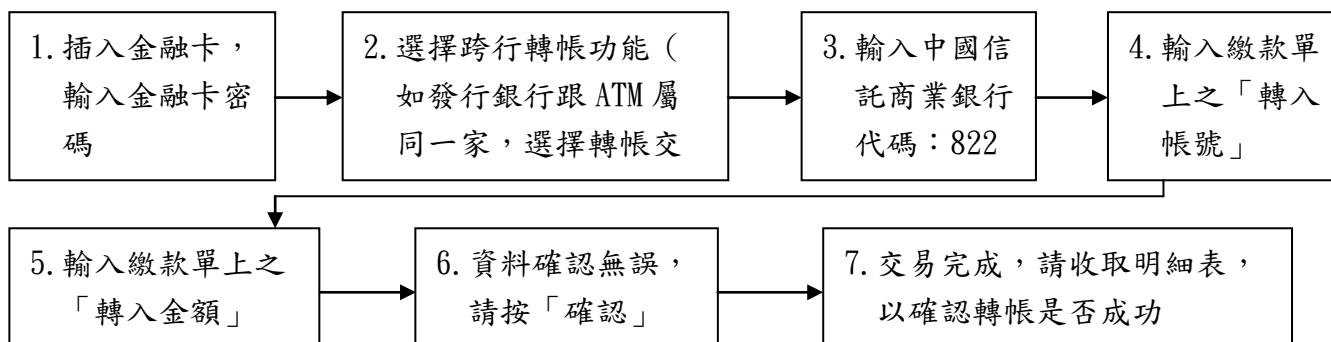 1.插入金融卡，
輸入金融卡密
碼
2.選擇跨行轉帳功能（
如發行銀行跟 ATM 屬
同一家，選擇轉帳交
3.輸入中國信
託商業銀行
代碼：822
4.輸入繳款單
上之「轉入
帳號」
5.輸入繳款單上之
「轉入金額」
6.資料確認無誤，
請按「確認」
7.交易完成，請收取明細表，
以確認轉帳是否成功